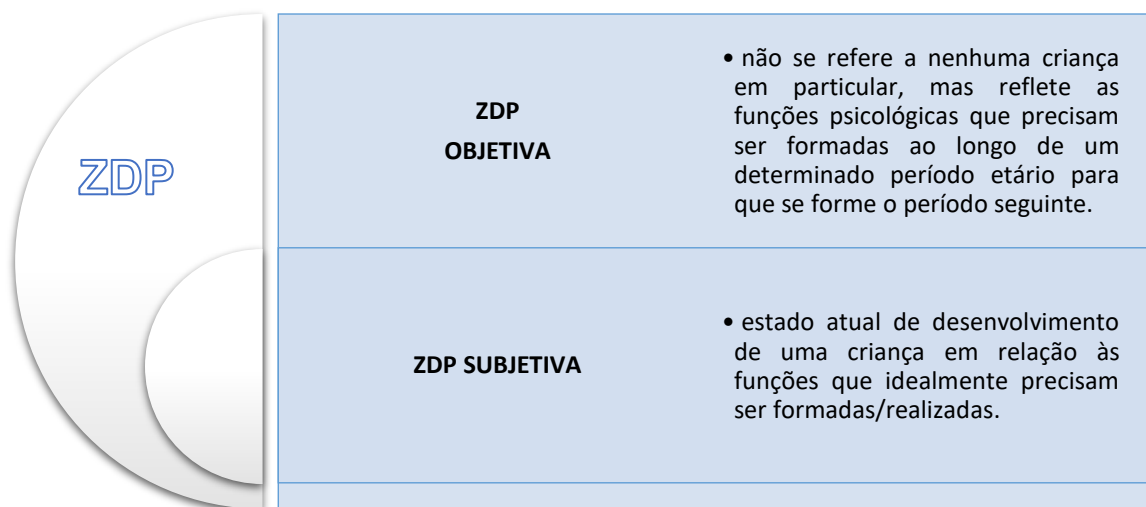 ZDP
ZDP
OBJETIVA
• não se refere a nenhuma criança
em particular, mas reflete as
funções psicológicas que precisam
ser formadas ao longo de um
determinado período etário para
que se forme o período seguinte.
ZDP SUBJETIVA
• estado atual de desenvolvimento
de uma criança em relação às
funções que idealmente precisam
ser formadas/realizadas.